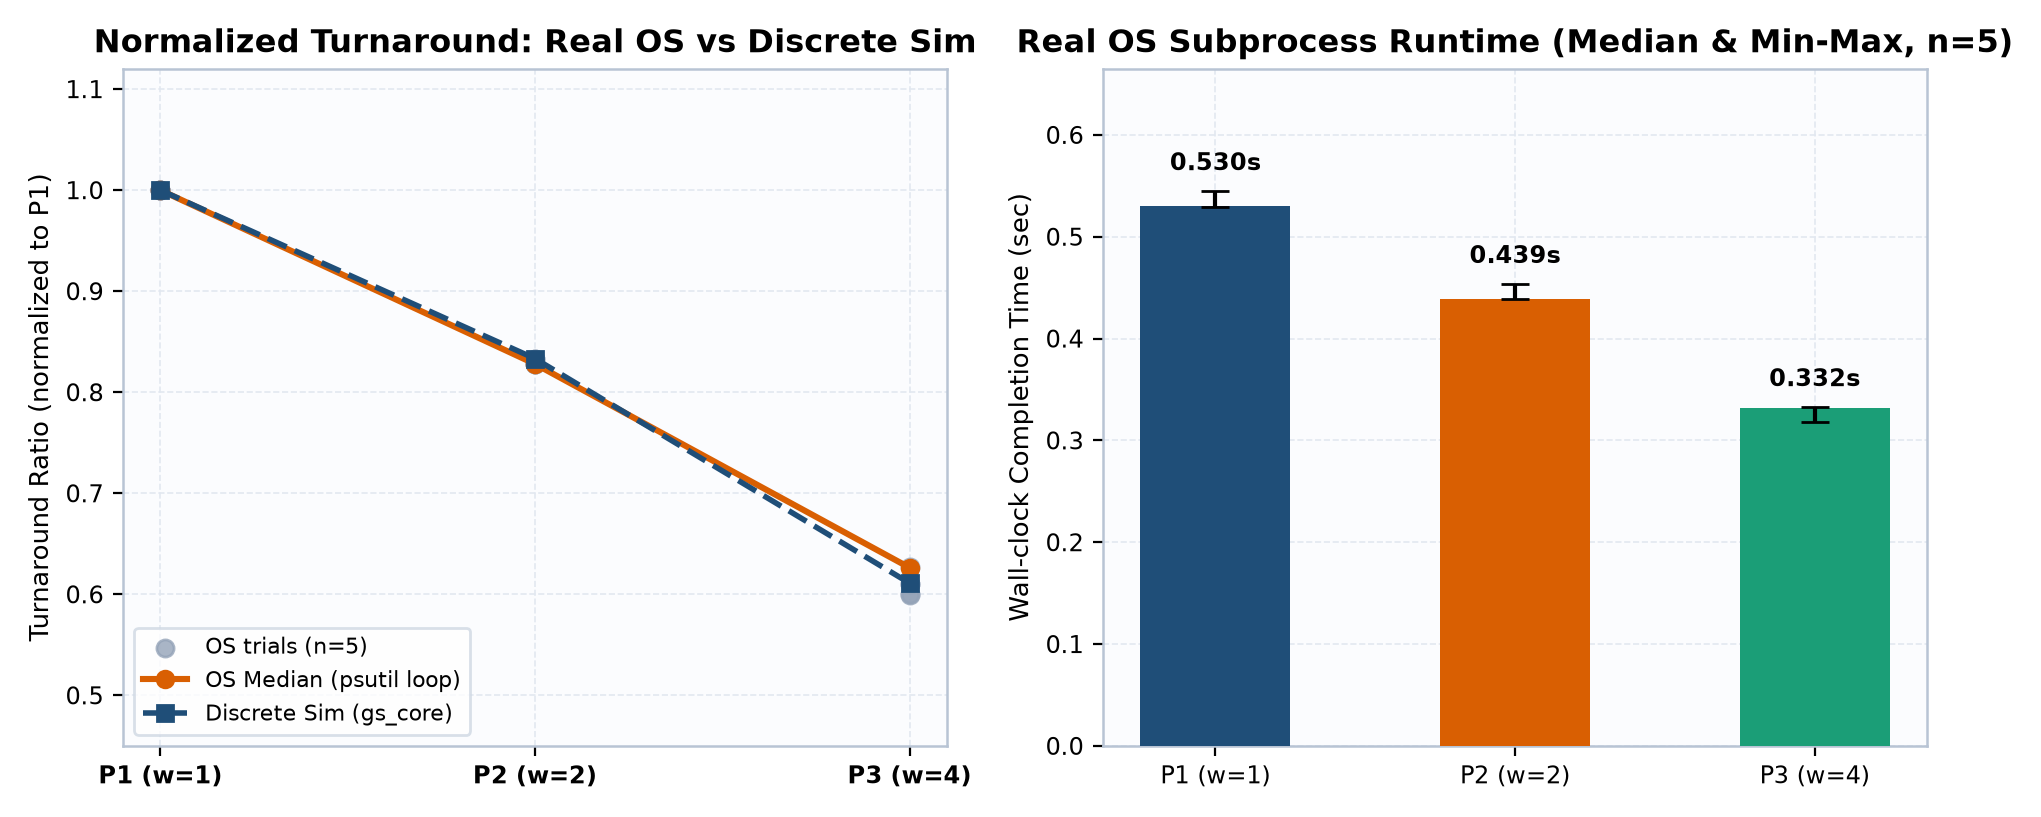 Normalized Turnaround: Real OS vs Discrete Sim
Turnaround Ratio (normalized to P1)
1.1
1.0
0.9
0.8
0.7
0.6
0.5
OS trials (n=5)
OS Median (psutil loop)
Discrete Sim (gs_core)
P1 (w=1)
P2 (w=2)
P3 (w=4)
Real OS Subprocess Runtime (Median & Min-Max, n=5)
Wall-clock Completion Time (sec)
0.6
0.5
0.4
0.3
0.2
0.1
0.0
0.530s
0.439s
0.332s
P1 (w=1)
P2 (w=2)
P3 (w=4)